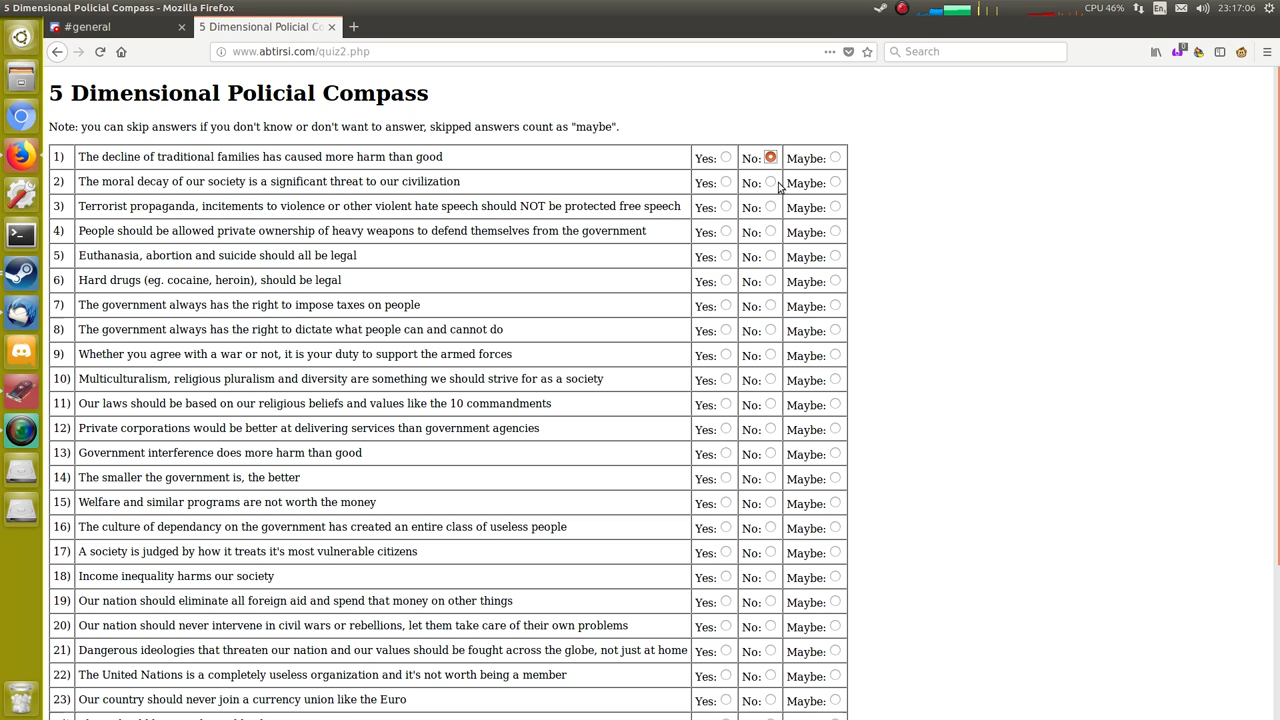 5 Dimensional Policial Compass - Mozilla Firefox
CPU 46% En 23:17:06
#general
5 Dimensional Policial Co
www.abtirsi.com/quiz2.php
Search
5 Dimensional Policial Compass
Note: you can skip answers if you don't know or don't want to answer, skipped answers count as "maybe".
1) The decline of traditional families has caused more harm than good Yes: No: Maybe:
2) The moral decay of our society is a significant threat to our civilization Yes: No: Maybe:
3) Terrorist propaganda, incitements to violence or other violent hate speech should NOT be protected free speech Yes: No: Maybe:
4) People should be allowed private ownership of heavy weapons to defend themselves from the government Yes: No: Maybe:
5) Euthanasia, abortion and suicide should all be legal Yes: No: Maybe:
6) Hard drugs (eg. cocaine, heroin), should be legal Yes: No: Maybe:
7) The government always has the right to impose taxes on people Yes: No: Maybe:
8) The government always has the right to dictate what people can and cannot do Yes: No: Maybe:
9) Whether you agree with a war or not, it is your duty to support the armed forces Yes: No: Maybe:
10) Multiculturalism, religious pluralism and diversity are something we should strive for as a society Yes: No: Maybe:
11) Our laws should be based on our religious beliefs and values like the 10 commandments Yes: No: Maybe:
12) Private corporations would be better at delivering services than government agencies Yes: No: Maybe:
13) Government interference does more harm than good Yes: No: Maybe:
14) The smaller the government is, the better Yes: No: Maybe:
15) Welfare and similar programs are not worth the money Yes: No: Maybe:
16) The culture of dependancy on the government has created an entire class of useless people Yes: No: Maybe:
17) A society is judged by how it treats it's most vulnerable citizens Yes: No: Maybe:
18) Income inequality harms our society Yes: No: Maybe:
19) Our nation should eliminate all foreign aid and spend that money on other things Yes: No: Maybe:
20) Our nation should never intervene in civil wars or rebellions, let them take care of their own problems Yes: No: Maybe:
21) Dangerous ideologies that threaten our nation and our values should be fought across the globe, not just at home Yes: No: Maybe:
22) The United Nations is a completely useless organization and it's not worth being a member Yes: No: Maybe:
23) Our country should never join a currency union like the Euro Yes: No: Maybe: